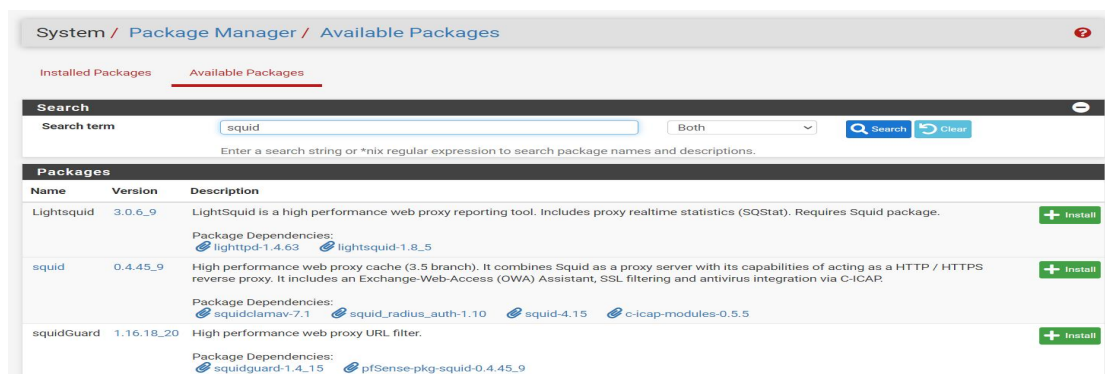 System / Package Manager / Available Packages
Installed Packages Available Packages
Search
Search term squid Both Search Clear
Enter a search string or *nix regular expression to search package names and descriptions.
Packages
Name Version Description
Lightsquid 3.0.6_9 LightSquid is a high performance web proxy reporting tool. Includes proxy realtime statistics (SQStat). Requires Squid package. Install
Package Dependencies:
lighttpd-1.4.63 lightsquid-1.8_5
squid 0.4.45_9 High performance web proxy cache (3.5 branch). It combines Squid as a proxy server with its capabilities of acting as a HTTP / HTTPS Install
reverse proxy. It includes an Exchange-Web-Access (OWA) Assistant, SSL filtering and antivirus integration via C-ICAP.
Package Dependencies:
squidclamav-7.1 squid_radius_auth-1.10 squid-4.15 c-icap-modules-0.5.5
squidGuard 1.16.18_20 High performance web proxy URL filter. Install
Package Dependencies:
squidguard-1.4_15 pfSense-pkg-squid-0.4.45_9